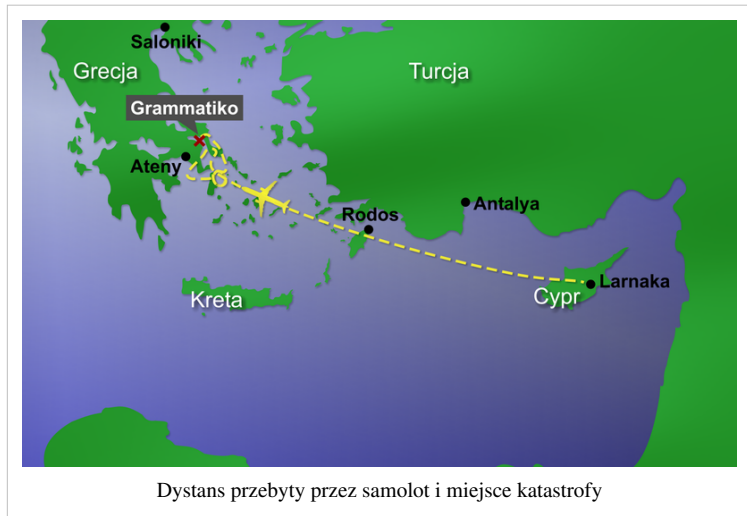 Saloniki
Grecja
Turcja
Grammatiko
Ateny
Rodos
Antalya
Kreta
Cypr
Larnaka
Dystans przebyty przez samolot i miejsce katastrofy